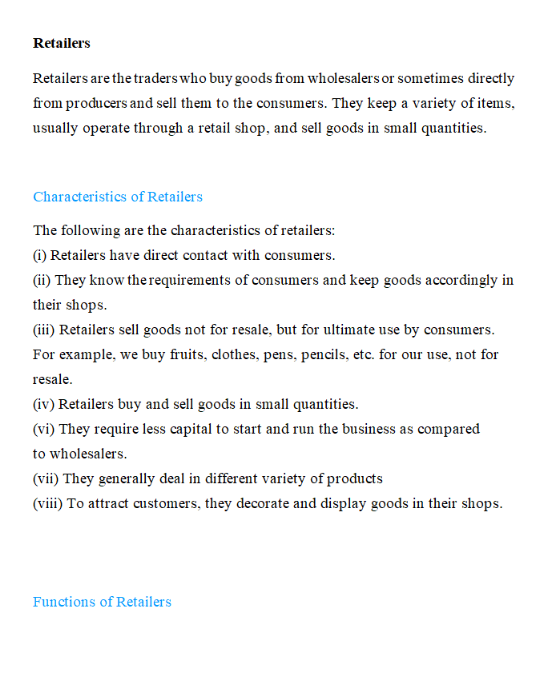 Retailers
Retailers are the traders who buy goods from wholesalers or sometimes directly
from producers and sell them to the consumers. They keep a variety of items,
usually operate through a retail shop, and sell goods in small quantities.
Characteristics of Retailers
The following are the characteristics of retailers:
(i) Retailers have direct contact with consumers.
(ii) They know the requirements of consumers and keep goods accordingly in
their shops.
(iii) Retailers sell goods not for resale, but for ultimate use by consumers.
For example, we buy fruits, clothes, pens, pencils, etc. for our use, not for
resale.
(iv) Retailers buy and sell goods in small quantities.
(vi) They require less capital to start and run the business as compared
to wholesalers.
(vii) They generally deal in different variety of products
(viii) To attract customers, they decorate and display goods in their shops.
Functions of Retailers